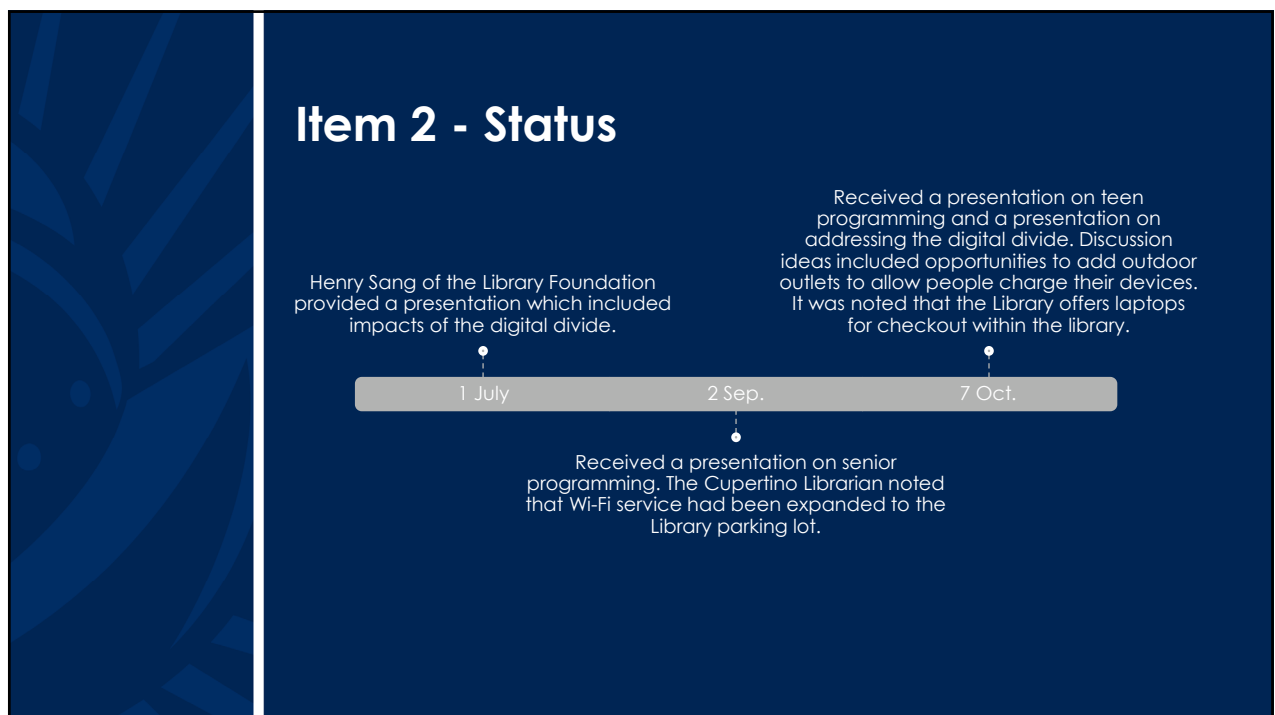 Item 2 - Status
Henry Sang of the Library Foundation
provided a presentation which included
impacts of the digital divide.
1 July
Received a presentation on senior
programming. The Cupertino Librarian noted
that Wi-Fi service had been expanded to the
Library parking lot.
2 Sep.
Received a presentation on teen
programming and a presentation on
addressing the digital divide. Discussion
ideas included opportunities to add outdoor
outlets to allow people charge their devices.
It was noted that the Library offers laptops
for checkout within the library.
7 Oct.